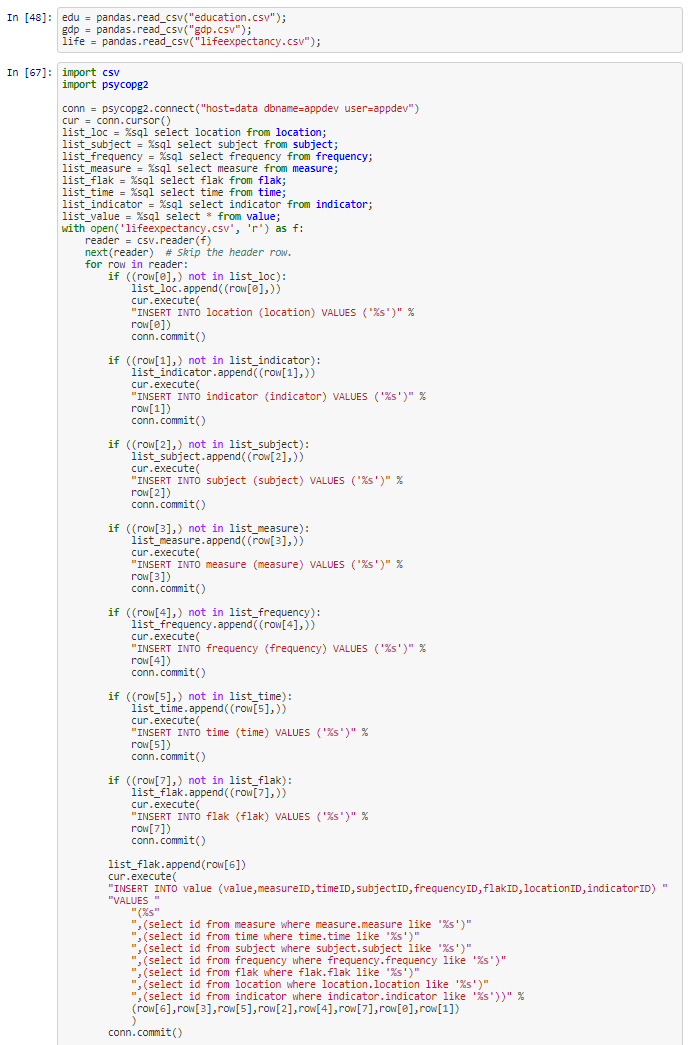 In [48]: edu = pandas.read_csv("education.csv");
gdp = pandas.read_csv("gdp.csv");
life = pandas.read_csv("lifeexpectancy.csv");
In [67]: import csv
import psycopg2

conn = psycopg2.connect("host=data dbname=appdev user=appdev")
cur = conn.cursor()
list_loc = %sql select location from location;
list_subject = %sql select subject from subject;
list_frequency = %sql select frequency from frequency;
list_measure = %sql select measure from measure;
list_flak = %sql select flak from flak;
list_time = %sql select time from time;
list_indicator = %sql select indicator from indicator;
list_value = %sql select * from value;
with open('lifeexpectancy.csv', 'r') as f:
    reader = csv.reader(f)
    next(reader)  # Skip the header row.
    for row in reader:
        if ((row[0],) not in list_loc):
            list_loc.append((row[0],))
            cur.execute(
            "INSERT INTO location (location) VALUES ('%s')" %
            row[0])
            conn.commit()

        if ((row[1],) not in list_indicator):
            list_indicator.append((row[1],))
            cur.execute(
            "INSERT INTO indicator (indicator) VALUES ('%s')" %
            row[1])
            conn.commit()

        if ((row[2],) not in list_subject):
            list_subject.append((row[2],))
            cur.execute(
            "INSERT INTO subject (subject) VALUES ('%s')" %
            row[2])
            conn.commit()

        if ((row[3],) not in list_measure):
            list_measure.append((row[3],))
            cur.execute(
            "INSERT INTO measure (measure) VALUES ('%s')" %
            row[3])
            conn.commit()

        if ((row[4],) not in list_frequency):
            list_frequency.append((row[4],))
            cur.execute(
            "INSERT INTO frequency (frequency) VALUES ('%s')" %
            row[4])
            conn.commit()

        if ((row[5],) not in list_time):
            list_time.append((row[5],))
            cur.execute(
            "INSERT INTO time (time) VALUES ('%s')" %
            row[5])
            conn.commit()

        if ((row[7],) not in list_flak):
            list_flak.append((row[7],))
            cur.execute(
            "INSERT INTO flak (flak) VALUES ('%s')" %
            row[7])
            conn.commit()

        list_flak.append(row[6])
        cur.execute(
        "INSERT INTO value (value,measureID,timeID,subjectID,frequencyID,flakID,locationID,indicatorID) "
        "VALUES "
            "(%s"
            ",(select id from measure where measure.measure like '%s')"
            ",(select id from time where time.time like '%s')"
            ",(select id from subject where subject.subject like '%s')"
            ",(select id from frequency where frequency.frequency like '%s')"
            ",(select id from flak where flak.flak like '%s')"
            ",(select id from location where location.location like '%s')"
            ",(select id from indicator where indicator.indicator like '%s'))" %
            (row[6],row[3],row[5],row[2],row[4],row[7],row[0],row[1])
            )
        conn.commit()